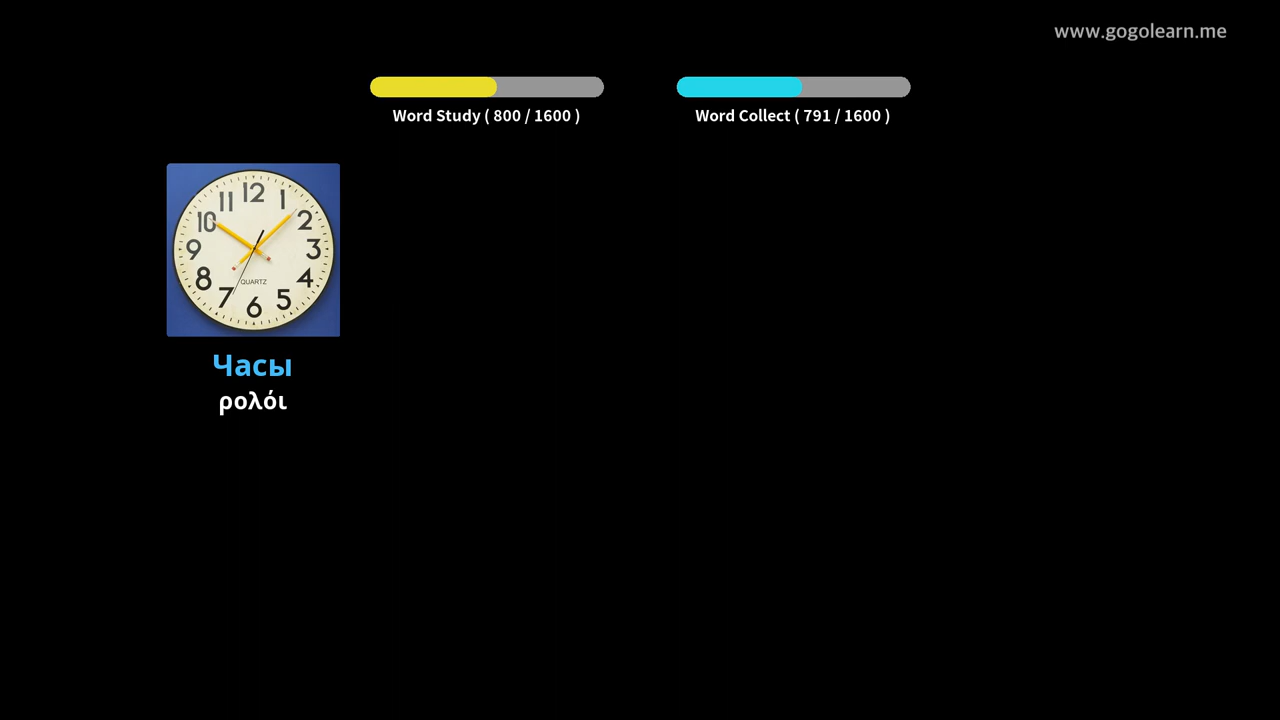 www.gogolearn.me
Word Study ( 800 / 1600 )
Word Collect ( 791 / 1600 )
12
11
1
10
2
9
3
8
4
QUARTZ
7
5
6
Часы
ρολόι